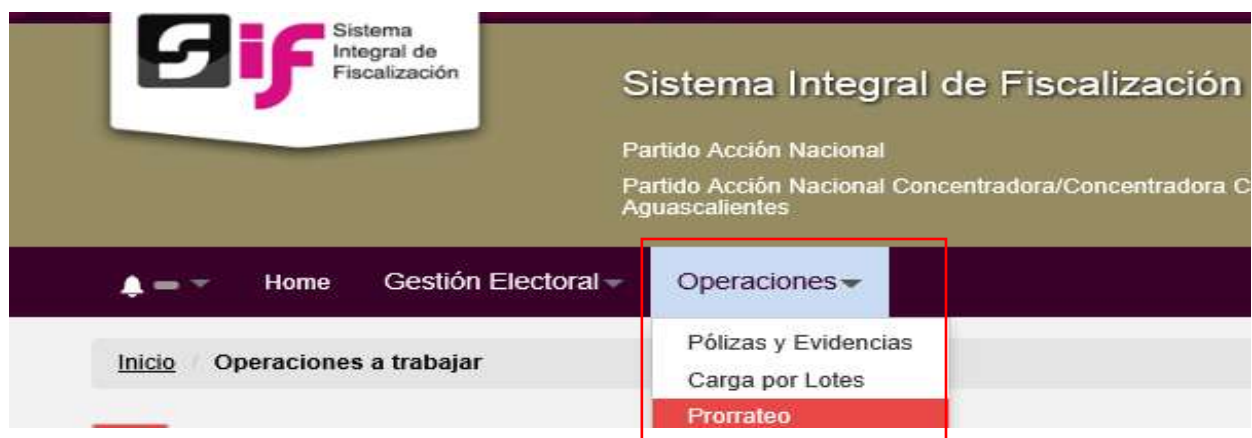 sif
Sistema
Integral de
Fiscalización
Sistema Integral de Fiscalización
Partido Acción Nacional
Partido Acción Nacional Concentradora/Concentradora C
Aguascalientes
Home Gestión Electoral Operaciones
Pólizas y Evidencias
Carga por Lotes
Prorrateo
Inicio / Operaciones a trabajar